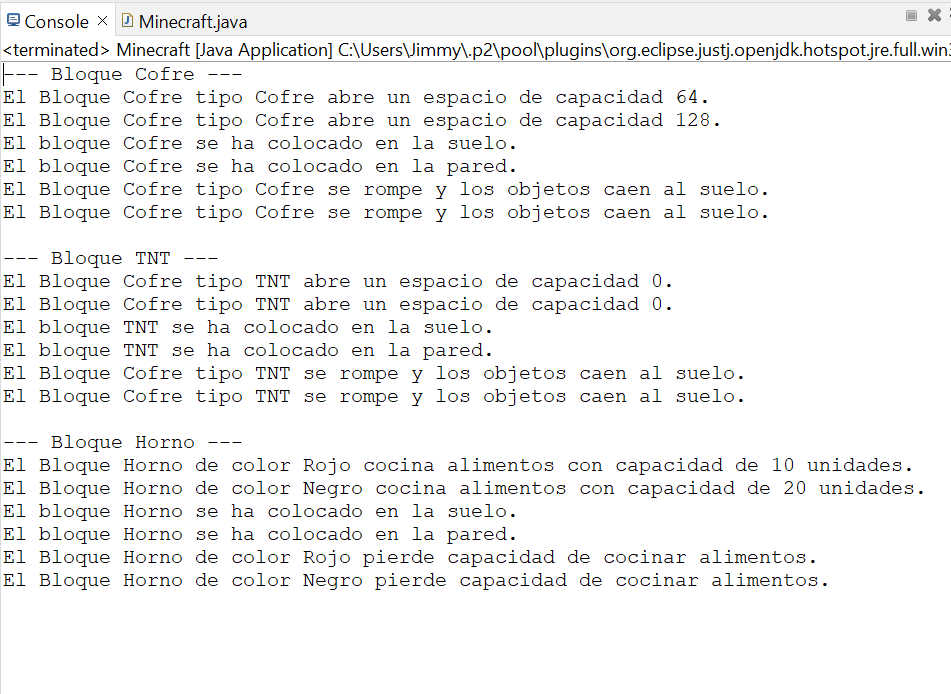 Console
Minecraft.java
<terminated> Minecraft [Java Application] C:\Users\Jimmy\.p2\pool\plugins\org.eclipse.justj.openjdk.hotspot.jre.full.win3
--- Bloque Cofre ---
El Bloque Cofre tipo Cofre abre un espacio de capacidad 64.
El Bloque Cofre tipo Cofre abre un espacio de capacidad 128.
El bloque Cofre se ha colocado en la suelo.
El bloque Cofre se ha colocado en la pared.
El Bloque Cofre tipo Cofre se rompe y los objetos caen al suelo.
El Bloque Cofre tipo Cofre se rompe y los objetos caen al suelo.
--- Bloque TNT ---
El Bloque Cofre tipo TNT abre un espacio de capacidad 0.
El Bloque Cofre tipo TNT abre un espacio de capacidad 0.
El bloque TNT se ha colocado en la suelo.
El bloque TNT se ha colocado en la pared.
El Bloque Cofre tipo TNT se rompe y los objetos caen al suelo.
El Bloque Cofre tipo TNT se rompe y los objetos caen al suelo.
--- Bloque Horno ---
El Bloque Horno de color Rojo cocina alimentos con capacidad de 10 unidades.
El Bloque Horno de color Negro cocina alimentos con capacidad de 20 unidades.
El bloque Horno se ha colocado en la suelo.
El bloque Horno se ha colocado en la pared.
El Bloque Horno de color Rojo pierde capacidad de cocinar alimentos.
El Bloque Horno de color Negro pierde capacidad de cocinar alimentos.